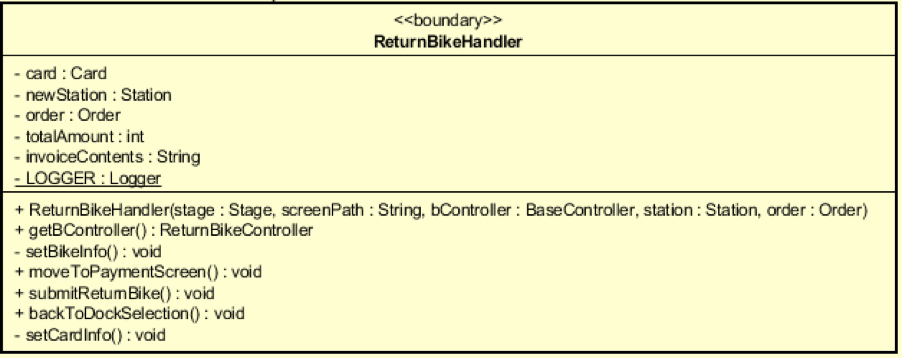 <<boundary>>
ReturnBikeHandler
- card : Card
- newStation : Station
- order : Order
- totalAmount : int
- invoiceContents : String
- LOGGER : Logger
+ ReturnBikeHandler(stage : Stage, screenPath : String, bController : BaseController, station : Station, order : Order)
+ getBController() : ReturnBikeController
- setBikeInfo() : void
+ moveToPaymentScreen() : void
+ submitReturnBike() : void
+ backToDockSelection() : void
- setCardInfo() : void